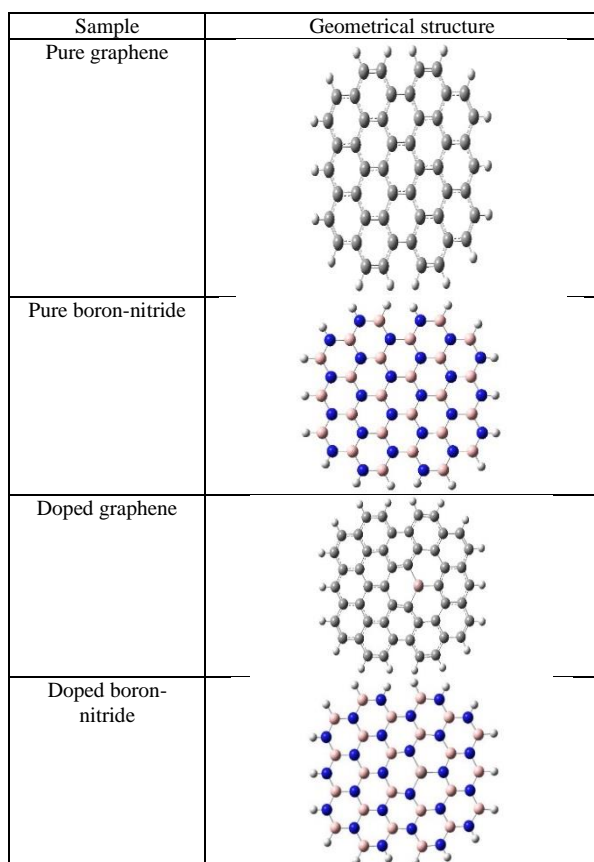 Sample
Geometrical structure
Pure graphene
Pure boron-nitride
Doped graphene
Doped boron-
nitride